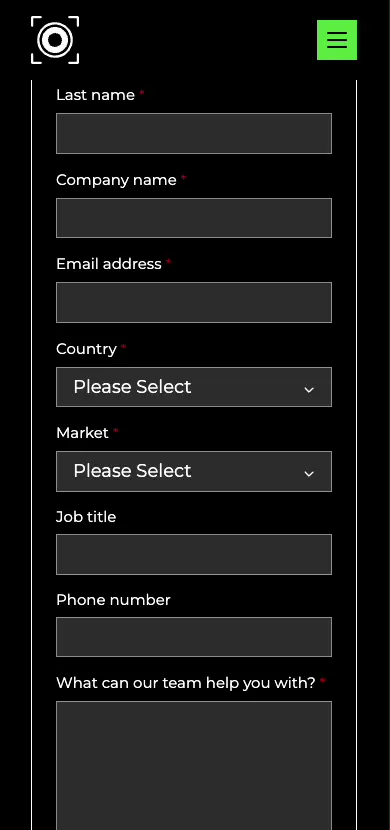 Last name *
Company name *
Email address *
Country *
Please Select
Market *
Please Select
Job title
Phone number
What can our team help you with? *